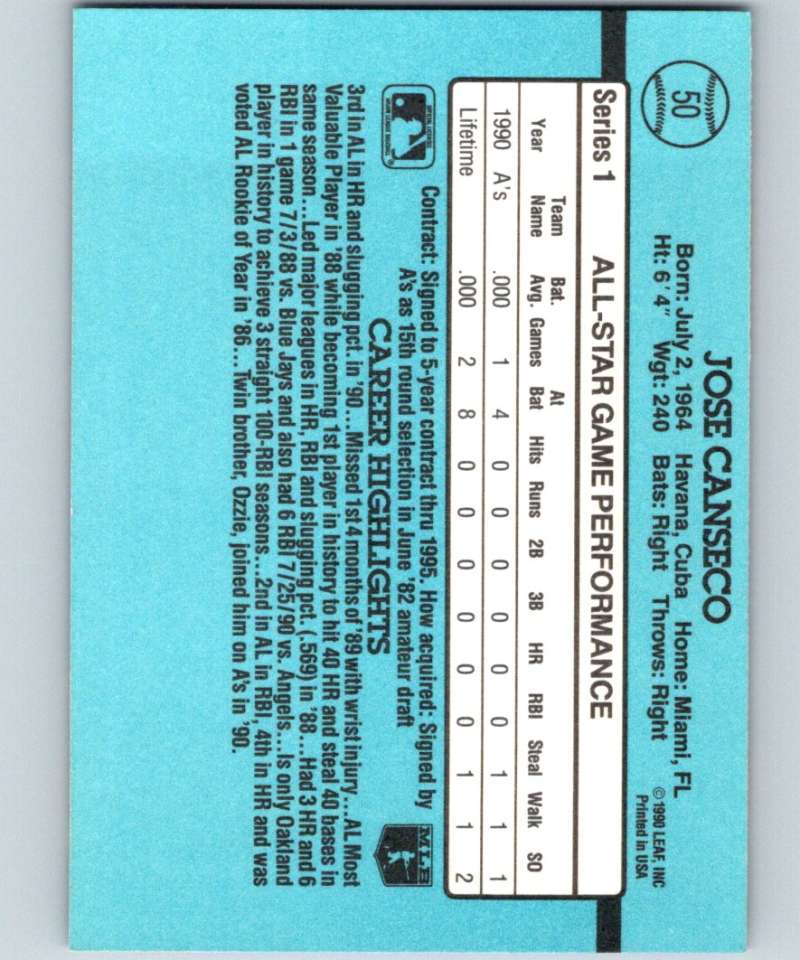 50
JOSE CANSECO
Born: July 2, 1964 Havana, Cuba Home: Miami, FL
Ht: 6' 4" Wgt: 240 Bats: Right Throws: Right
© 1990 LEAF, INC
Printed in USA
Series 1 ALL-STAR GAME PERFORMANCE
Year Team Name Bat. Avg. Games At Bat Hits Runs 2B 3B HR RBI Steal Walk SO
1990 A's .000 1 4 0 0 0 0 0 0 1 1 1
Lifetime .000 2 8 0 0 0 0 0 0 1 1 2
Contract: Signed to 5-year contract thru 1995. How acquired: Signed by
A's as 15th round selection in June '82 amateur draft
MLB
CAREER HIGHLIGHTS
3rd in AL in HR and slugging pct. in '90...Missed 1st 4 months of '89 with wrist injury...AL Most
Valuable Player in '88 while becoming 1st player in history to hit 40 HR and steal 40 bases in
same season...Led major leagues in HR, RBI and slugging pct. (.569) in '88...Had 3 HR and 6
RBI in 1 game 7/3/88 vs. Blue Jays and also had 6 RBI 7/25/90 vs. Angels...Is only Oakland
player in history to achieve 3 straight 100-RBI seasons...2nd in AL in RBI, 4th in HR and was
voted AL Rookie of Year in '86... Twin brother, Ozzie, joined him on A's in '90.